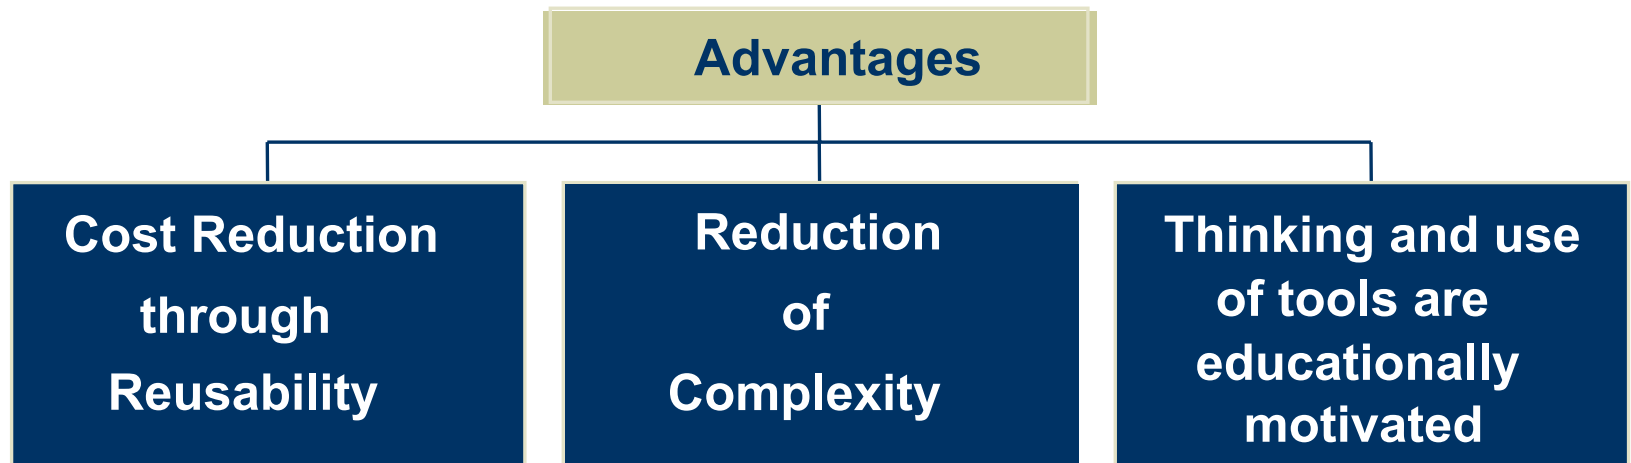 Advantages
Cost Reduction
through
Reusability
Reduction
of
Complexity
Thinking and use
of tools are
educationally
motivated